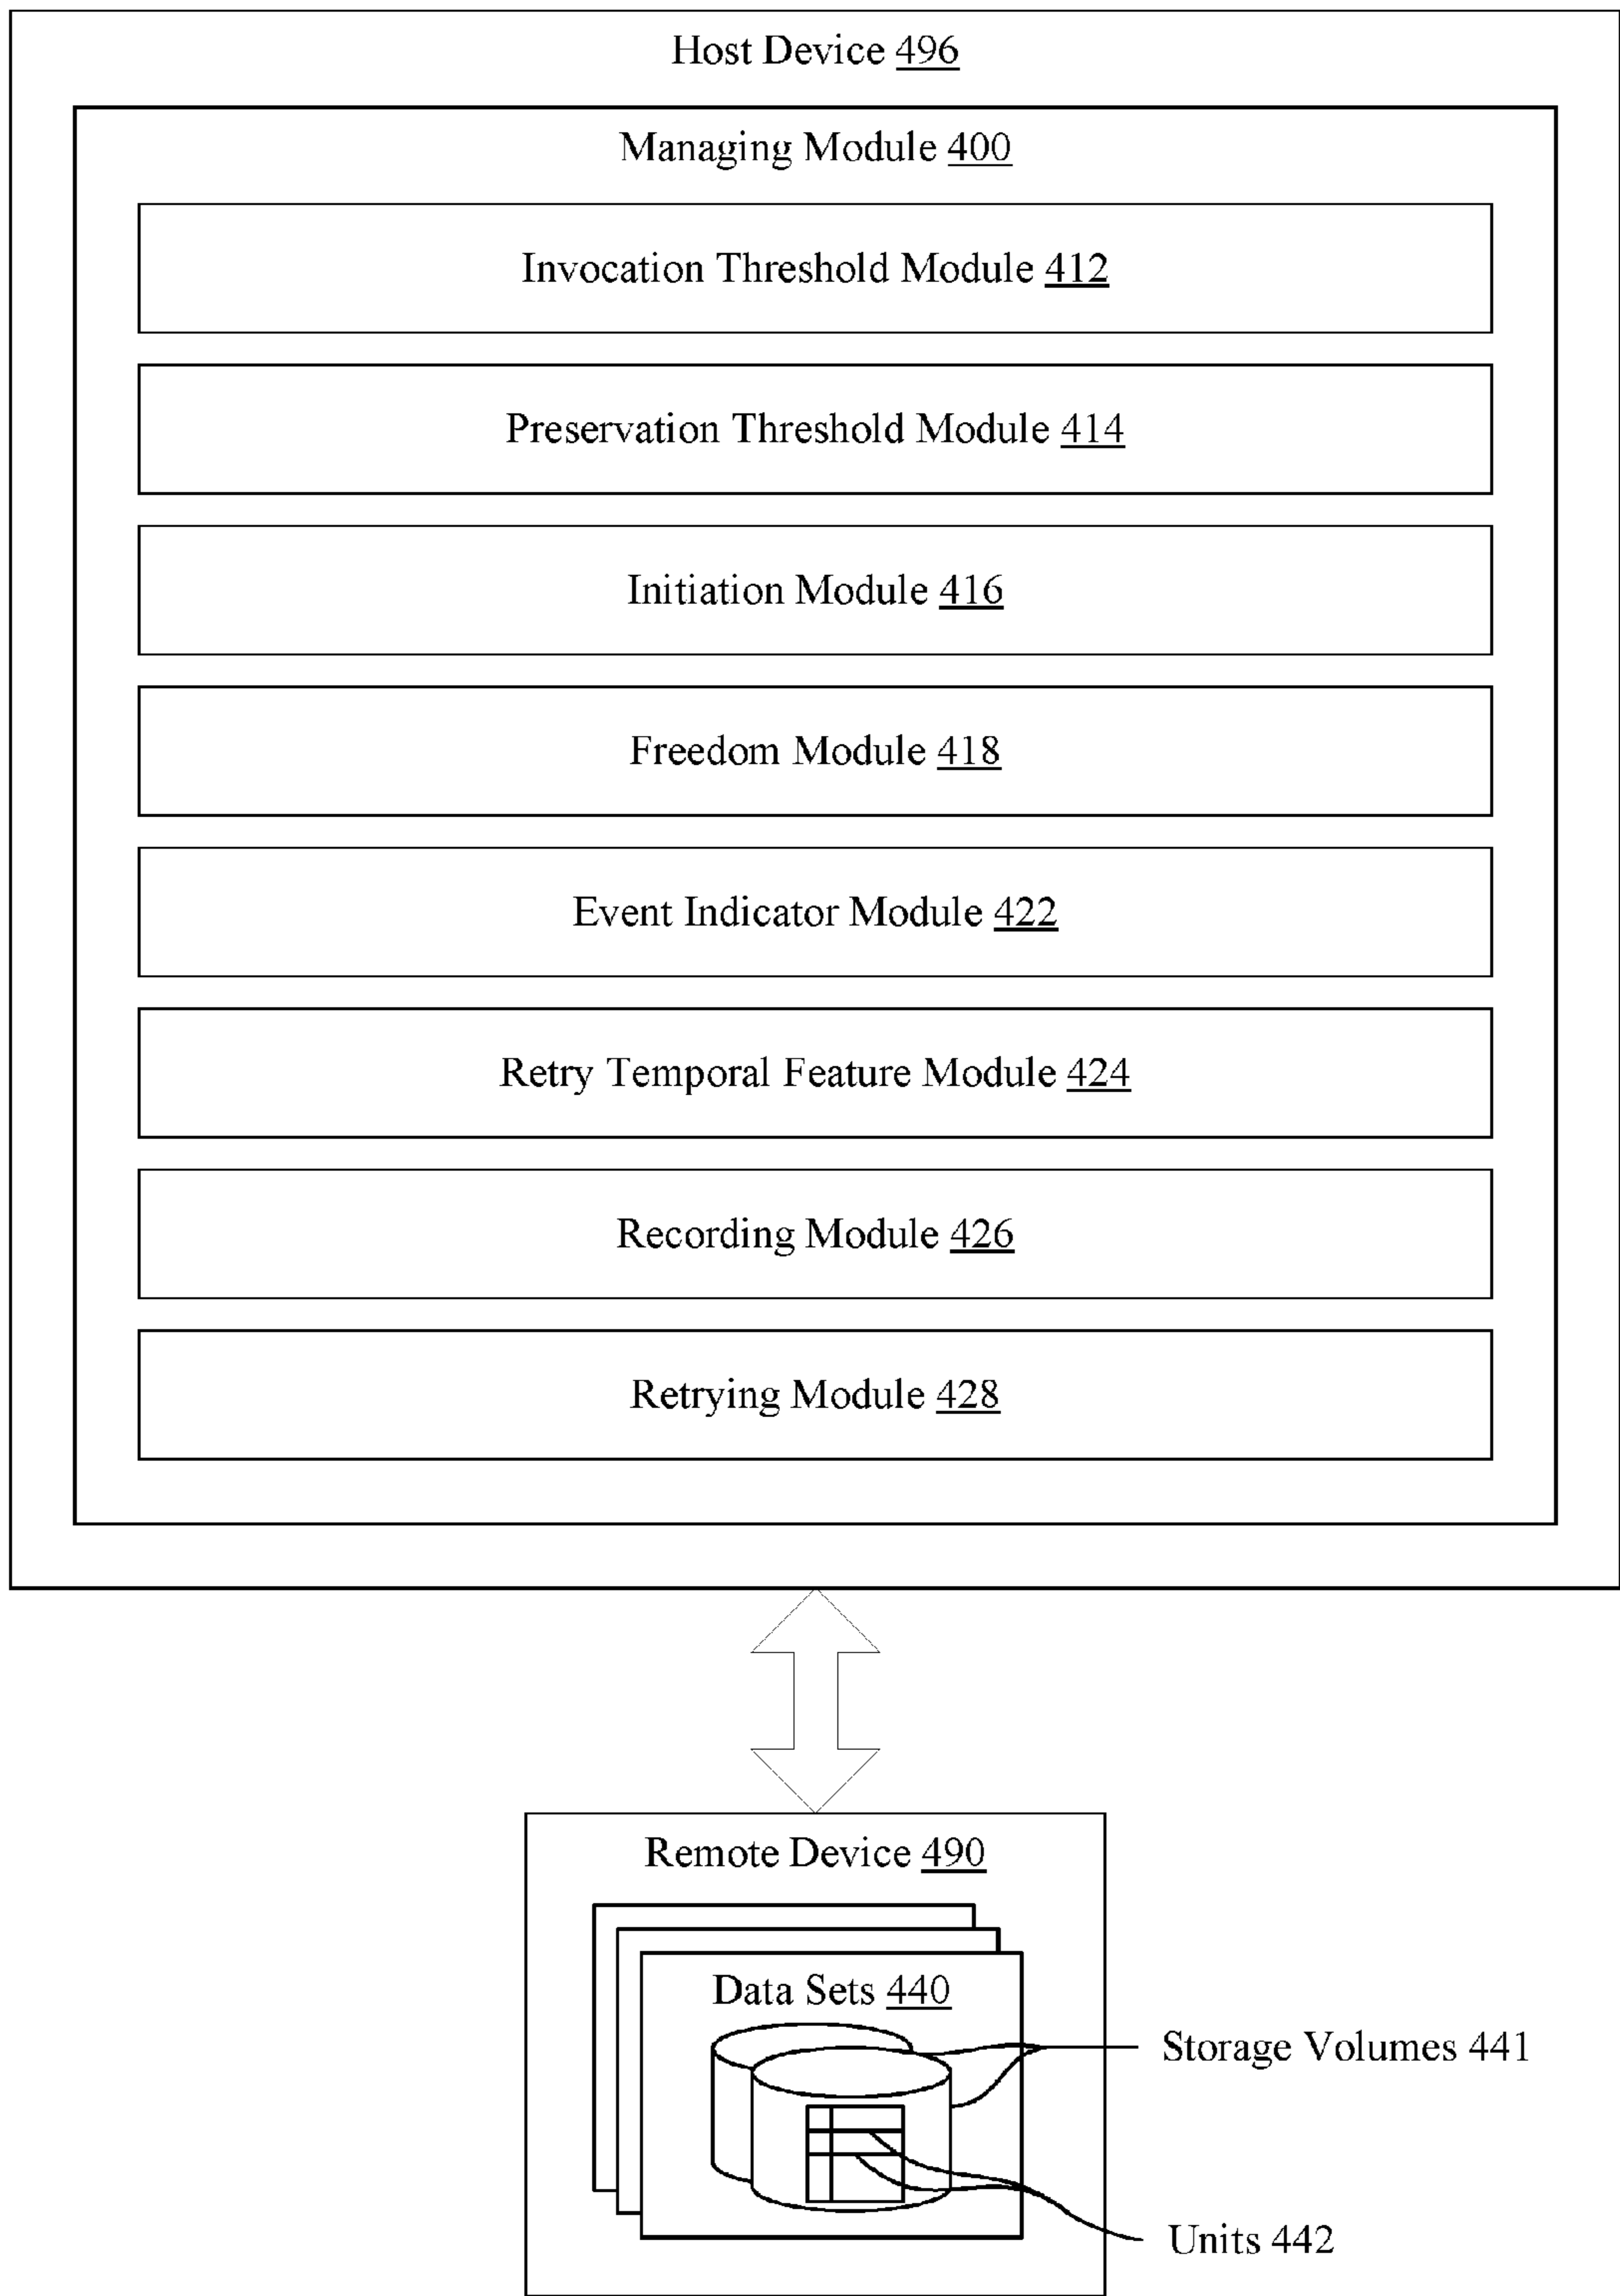 Host Device 496
Managing Module 400
Invocation Threshold Module 412
Preservation Threshold Module 414
Initiation Module 416
Freedom Module 418
Event Indicator Module 422
Retry Temporal Feature Module 424
Recording Module 426
Retrying Module 428
Remote Device 490
Data Sets 440
Storage Volumes 441
Units 442